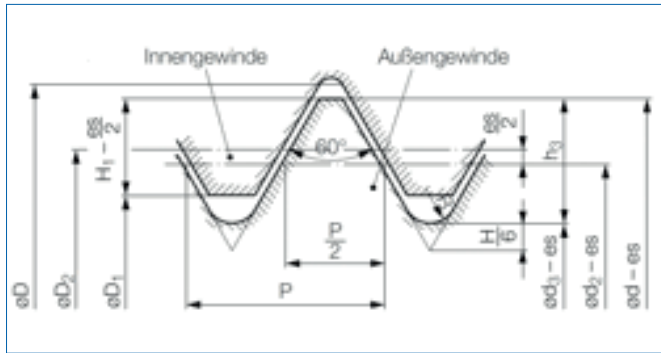 Innengewinde
Außengewinde
H₁ – es/2
60°
es/2
h₃
R
P/2
H/6
P
øD
øD₂
øD₁
ød₃ – es
ød₂ – es
ød – es